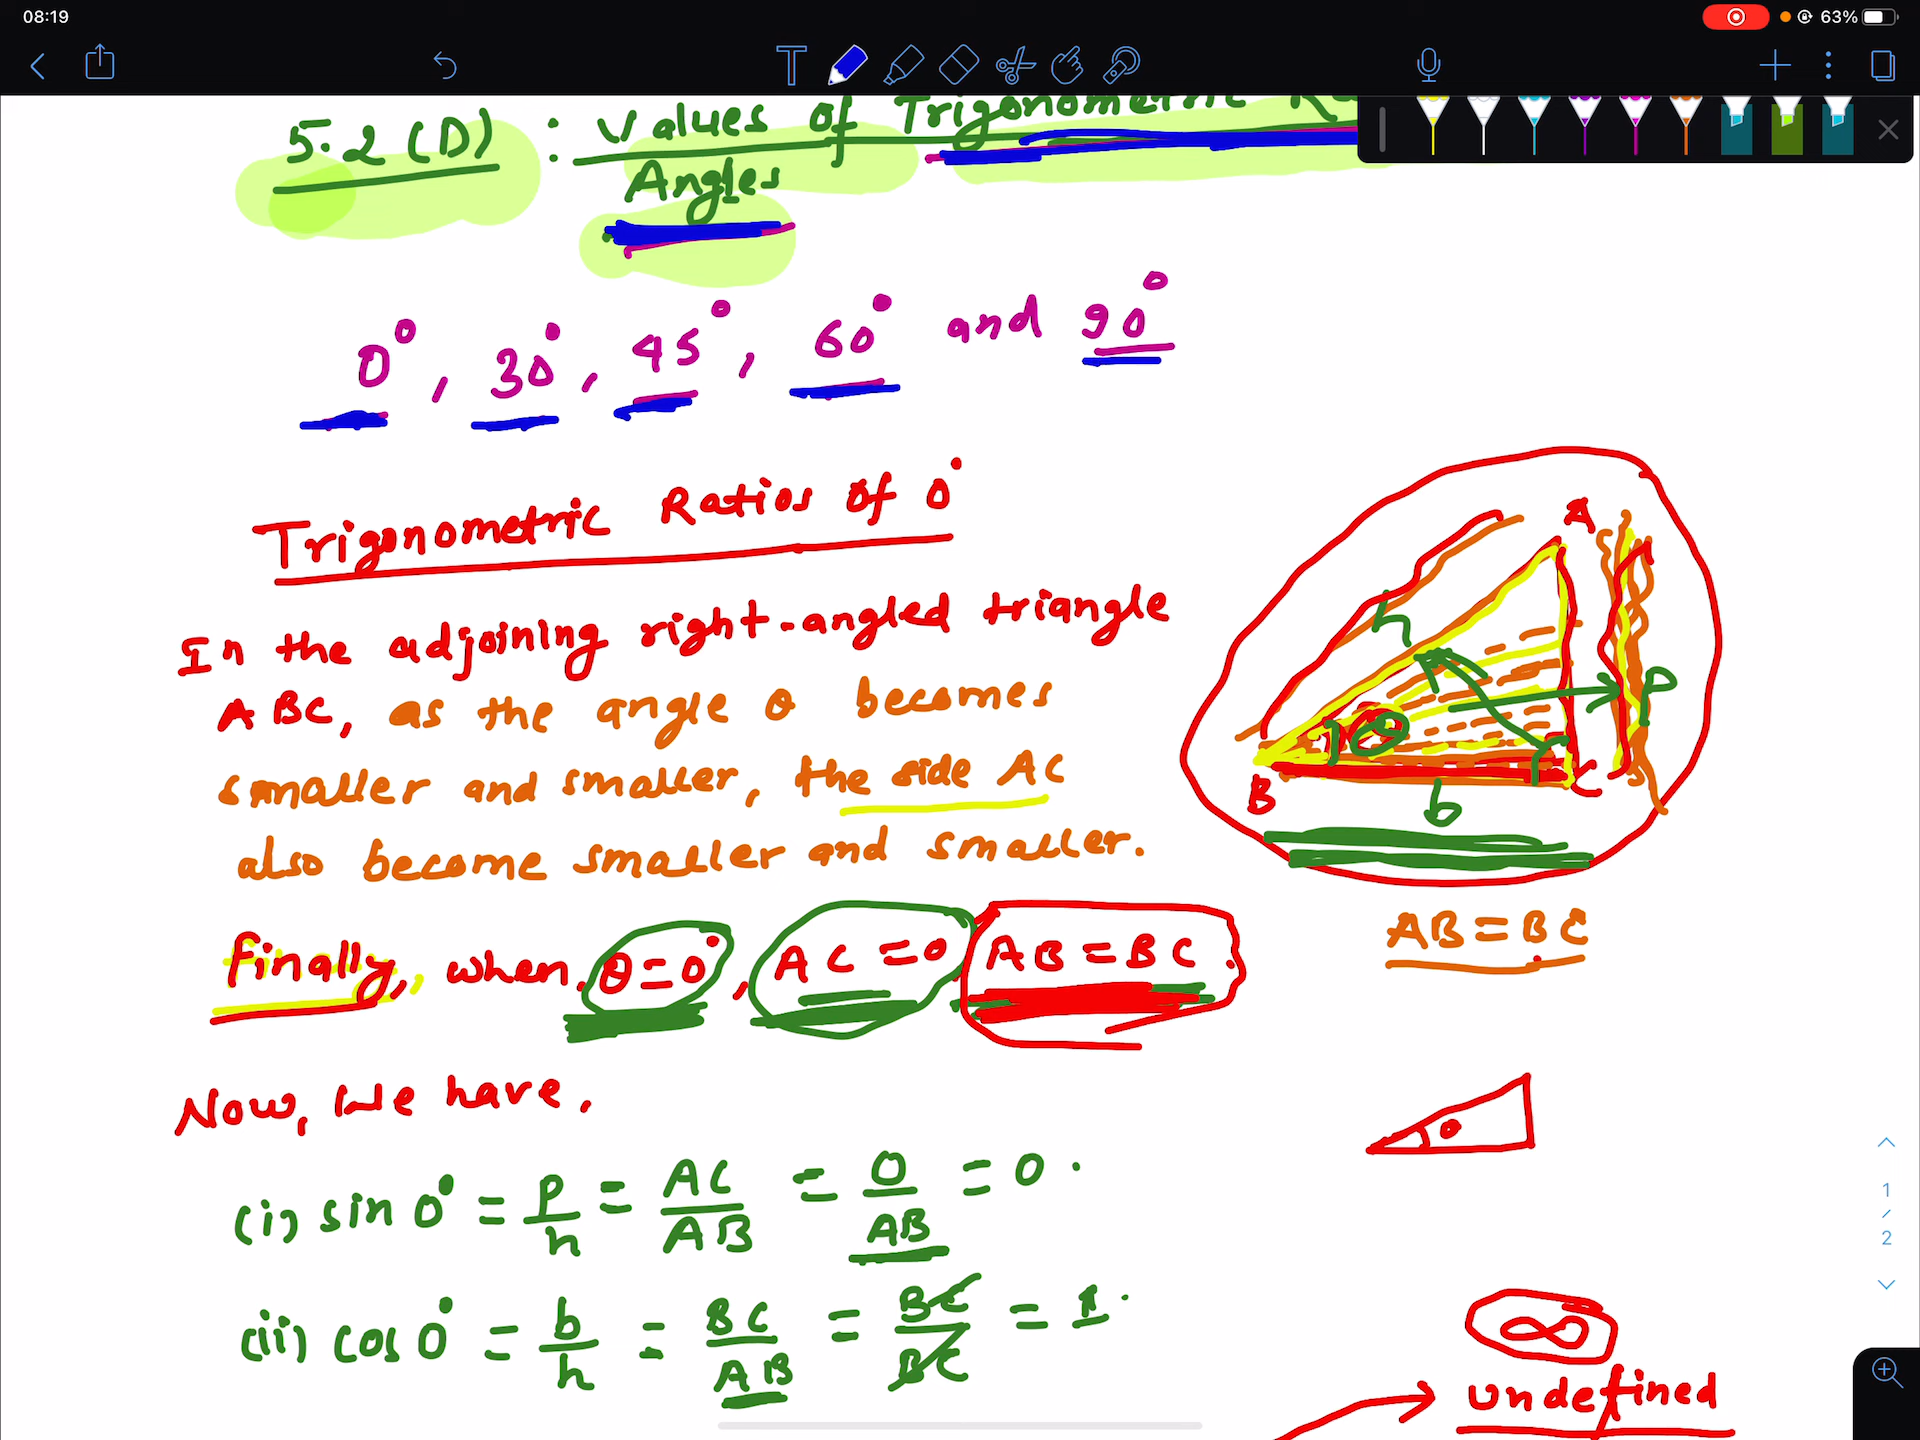 08:19
63%
5.2 (D) : Values of Trigonometric
Angles
0°, 30°, 45°, 60° and 90°
Trigonometric Ratios of 0°
In the adjoining right-angled triangle
ABC, as the angle θ becomes
smaller and smaller, the side AC
also become smaller and smaller.
Finally, when, θ=0°, AC=0 AB=BC.
Now, We have,
(i) sin 0° = p/h = AC/AB = 0/AB = 0.
(ii) cos 0° = b/h = BC/AB = BC/BC = 1.
A
h
θ
p
B
b
C
AB=BC
θ
∞
undefined
1
/
2